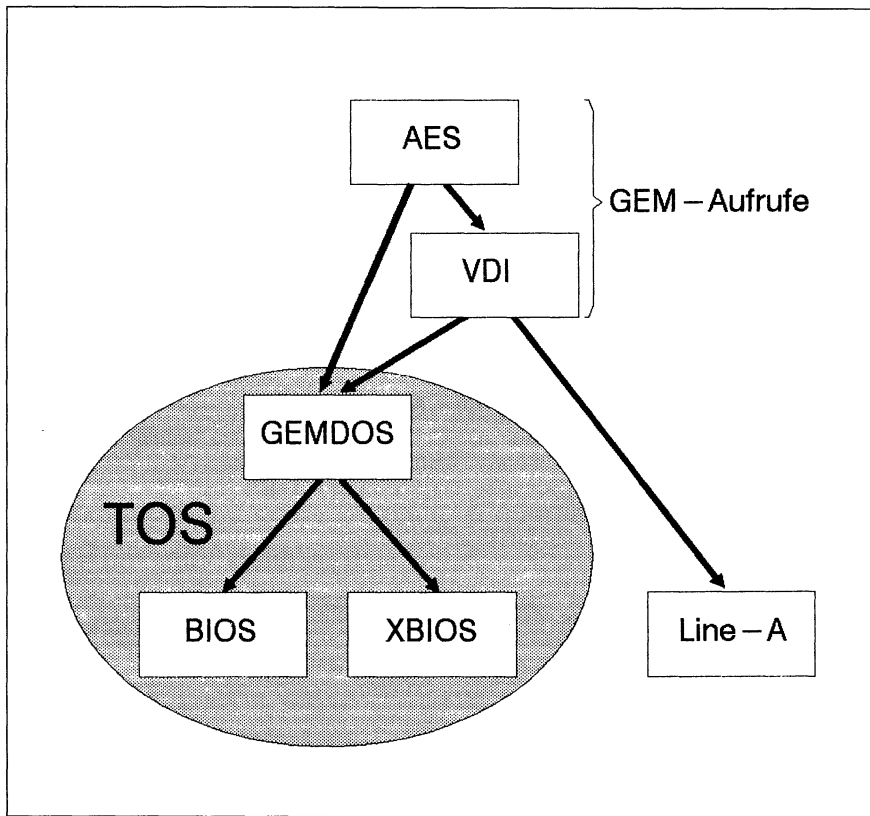 AES
GEM – Aufrufe
VDI
GEMDOS
TOS
BIOS
XBIOS
Line – A